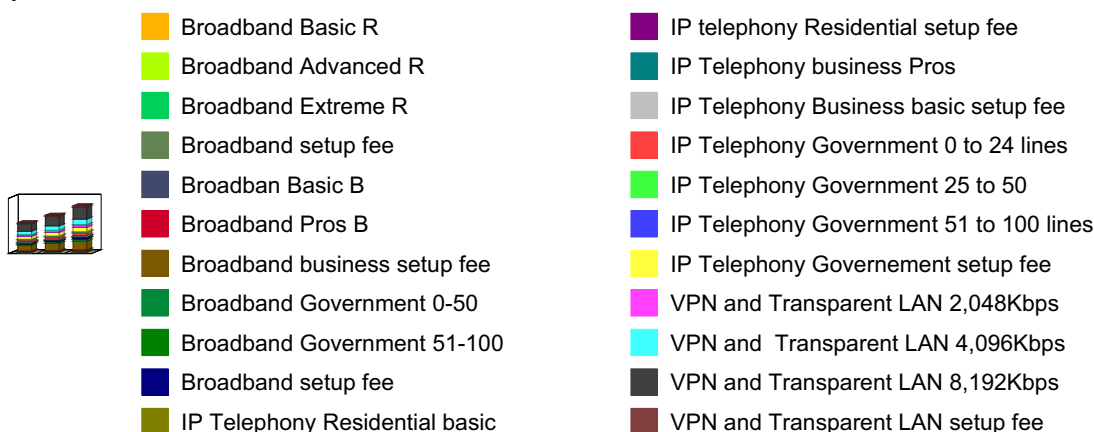 Broadband Basic R
Broadband Advanced R
Broadband Extreme R
Broadband setup fee
Broadban Basic B
Broadband Pros B
Broadband business setup fee
Broadband Government 0-50
Broadband Government 51-100
Broadband setup fee
IP Telephony Residential basic
IP telephony Residential setup fee
IP Telephony business Pros
IP Telephony Business basic setup fee
IP Telephony Government 0 to 24 lines
IP Telephony Government 25 to 50
IP Telephony Government 51 to 100 lines
IP Telephony Governement setup fee
VPN and Transparent LAN 2,048Kbps
VPN and  Transparent LAN 4,096Kbps
VPN and Transparent LAN 8,192Kbps
VPN and Transparent LAN setup fee